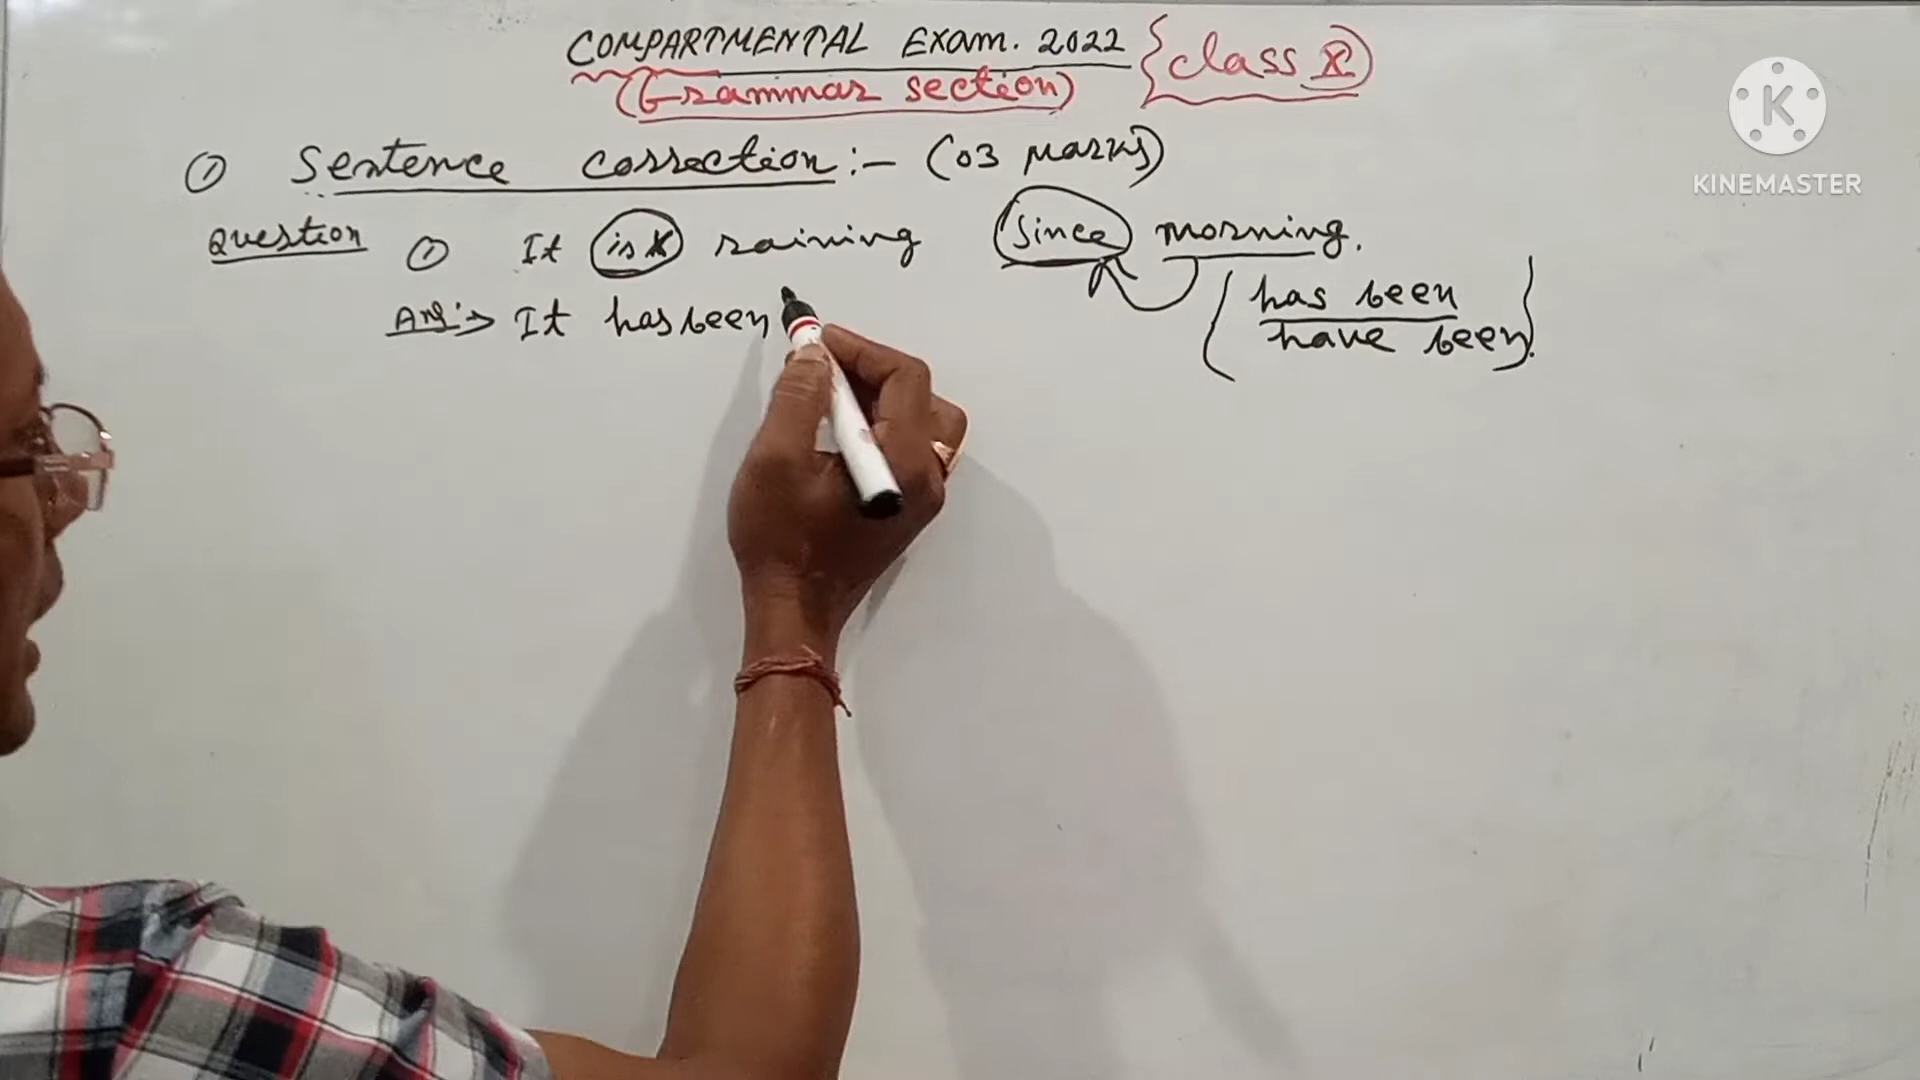 COMPARTMENTAL EXAM. 2022 { class X )
(Grammar section)
① Sentence correction :- (03 Marks)
Question ① It is x raining since morning.
Ans:→ It has been
( has been
have been. )
K
KINEMASTER